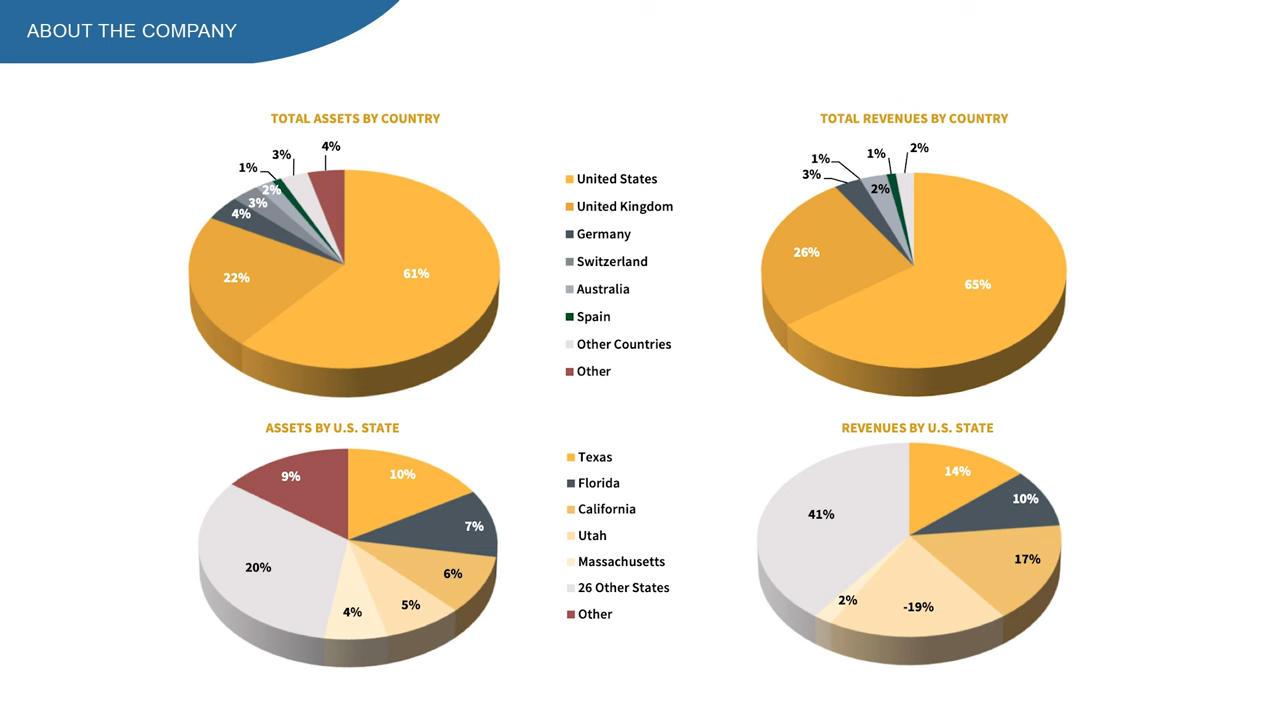 ABOUT THE COMPANY
TOTAL ASSETS BY COUNTRY
4%
3%
1%
2%
3%
4%
22%
61%
United States
United Kingdom
Germany
Switzerland
Australia
Spain
Other Countries
Other
TOTAL REVENUES BY COUNTRY
2%
1%
1%
3%
2%
26%
65%
ASSETS BY U.S. STATE
9%
10%
7%
20%
6%
5%
4%
Texas
Florida
California
Utah
Massachusetts
26 Other States
Other
REVENUES BY U.S. STATE
14%
10%
41%
17%
2%
-19%